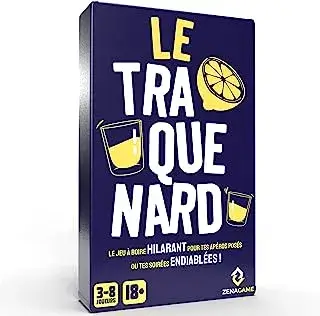 LE
TRA
QUE
NARD
LE JEU À BOIRE HILARANT POUR TES APÉROS POSÉS
OU TES SOIRÉES ENDIABLÉES !
3-8
JOUEURS
18+
ZENAGAME